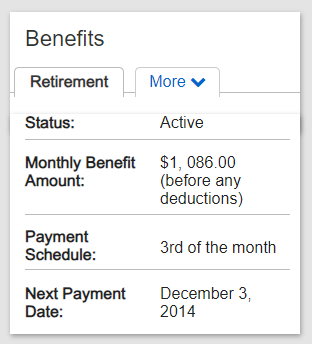 Benefits
Retirement More
Status: Active
Monthly Benefit $1, 086.00
Amount: (before any
deductions)
Payment
Schedule: 3rd of the month
Next Payment December 3,
Date: 2014